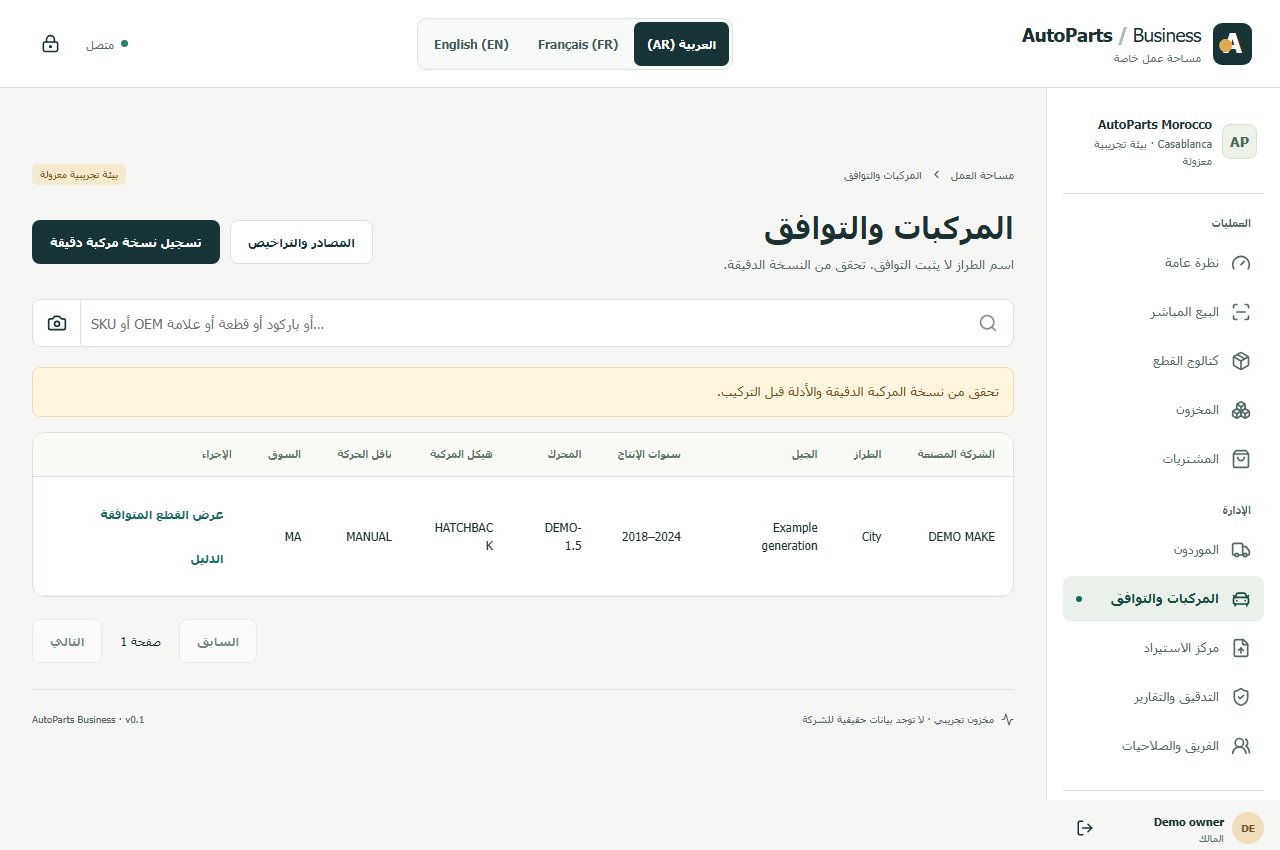 AutoParts / Business
مساحة عمل خاصة
العربية (AR)
Français (FR)
English (EN)
متصل
AP
AutoParts Morocco
Casablanca · بيئة تجريبية معزولة
العمليات
نظرة عامة
البيع المباشر
كتالوج القطع
المخزون
المشتريات
الإدارة
الموردون
المركبات والتوافق
مركز الاستيراد
التدقيق والتقارير
الفريق والصلاحيات
DE
Demo owner
المالك
مساحة العمل
المركبات والتوافق
بيئة تجريبية معزولة
المركبات والتوافق
اسم الطراز لا يثبت التوافق. تحقق من النسخة الدقيقة.
المصادر والتراخيص
تسجيل نسخة مركبة دقيقة
SKU أو OEM أو باركود أو قطعة أو علامة...
تحقق من نسخة المركبة الدقيقة والأدلة قبل التركيب.
الشركة المصنعة الطراز الجيل سنوات الإنتاج المحرك هيكل المركبة ناقل الحركة السوق الإجراء
DEMO MAKE City Example generation 2018–2024 DEMO-1.5 HATCHBACK MANUAL MA
عرض القطع المتوافقة
الدليل
السابق
صفحة 1
التالي
مخزون تجريبي · لا توجد بيانات حقيقية للشركة
AutoParts Business · v0.1